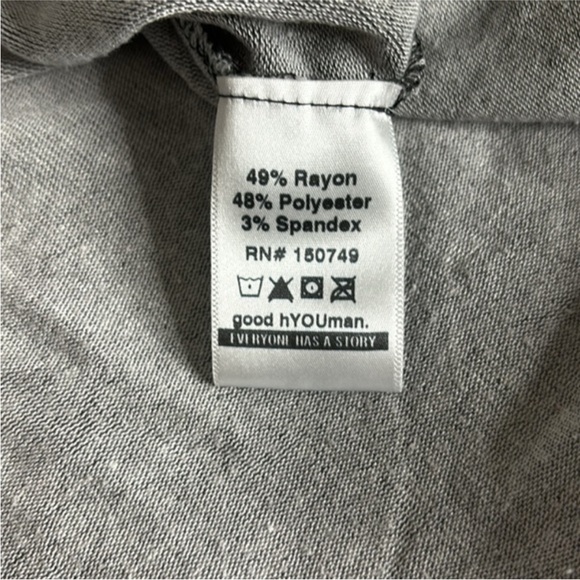 49% Rayon
48% Polyester
3% Spandex
RN# 150749
good hYOUman.
EVERYONE HAS A STORY